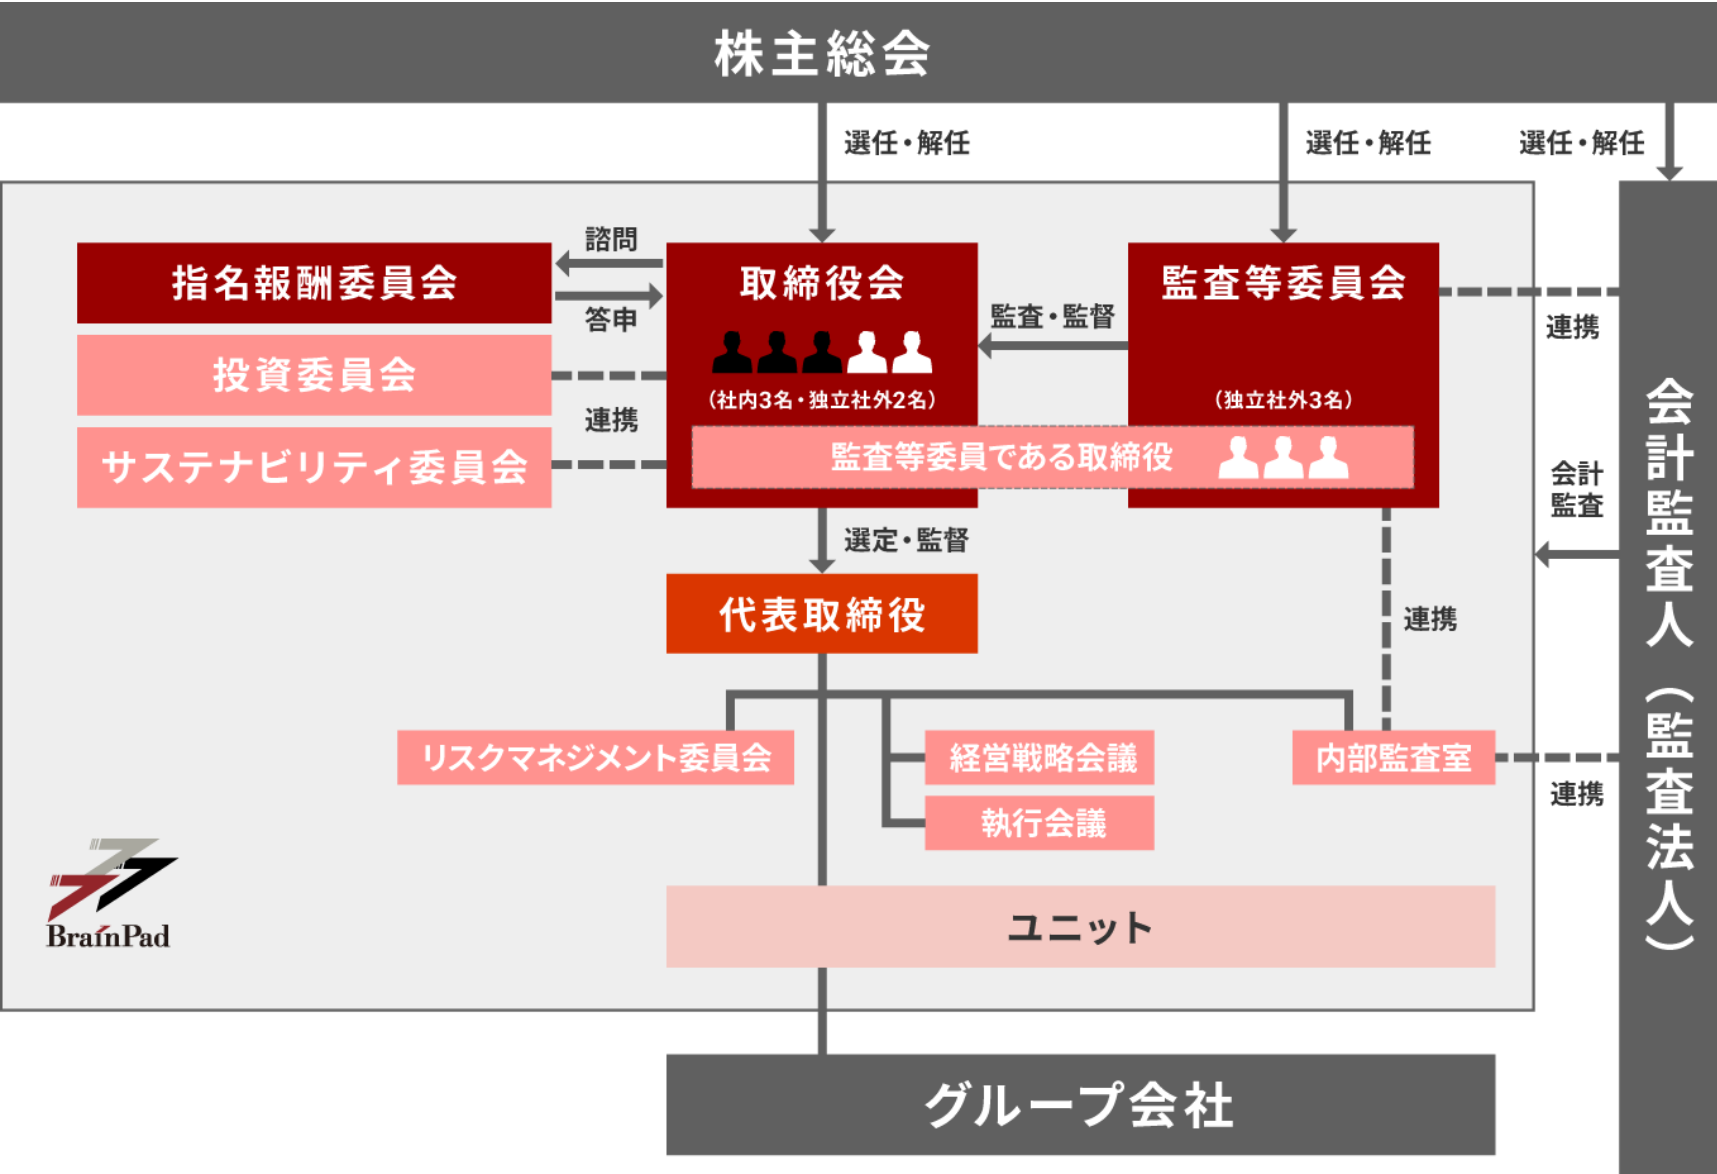 株主総会
選任・解任
選任・解任
選任・解任
諮問
指名報酬委員会
答申
取締役会
監査・監督
監査等委員会
連携
投資委員会
連携
サステナビリティ委員会
(社内3名・独立社外2名)
(独立社外3名)
監査等委員である取締役
会計
監査
会計監査人(監査法人)
選定・監督
代表取締役
連携
リスクマネジメント委員会
経営戦略会議
執行会議
内部監査室
連携
BrainPad
ユニット
グループ会社